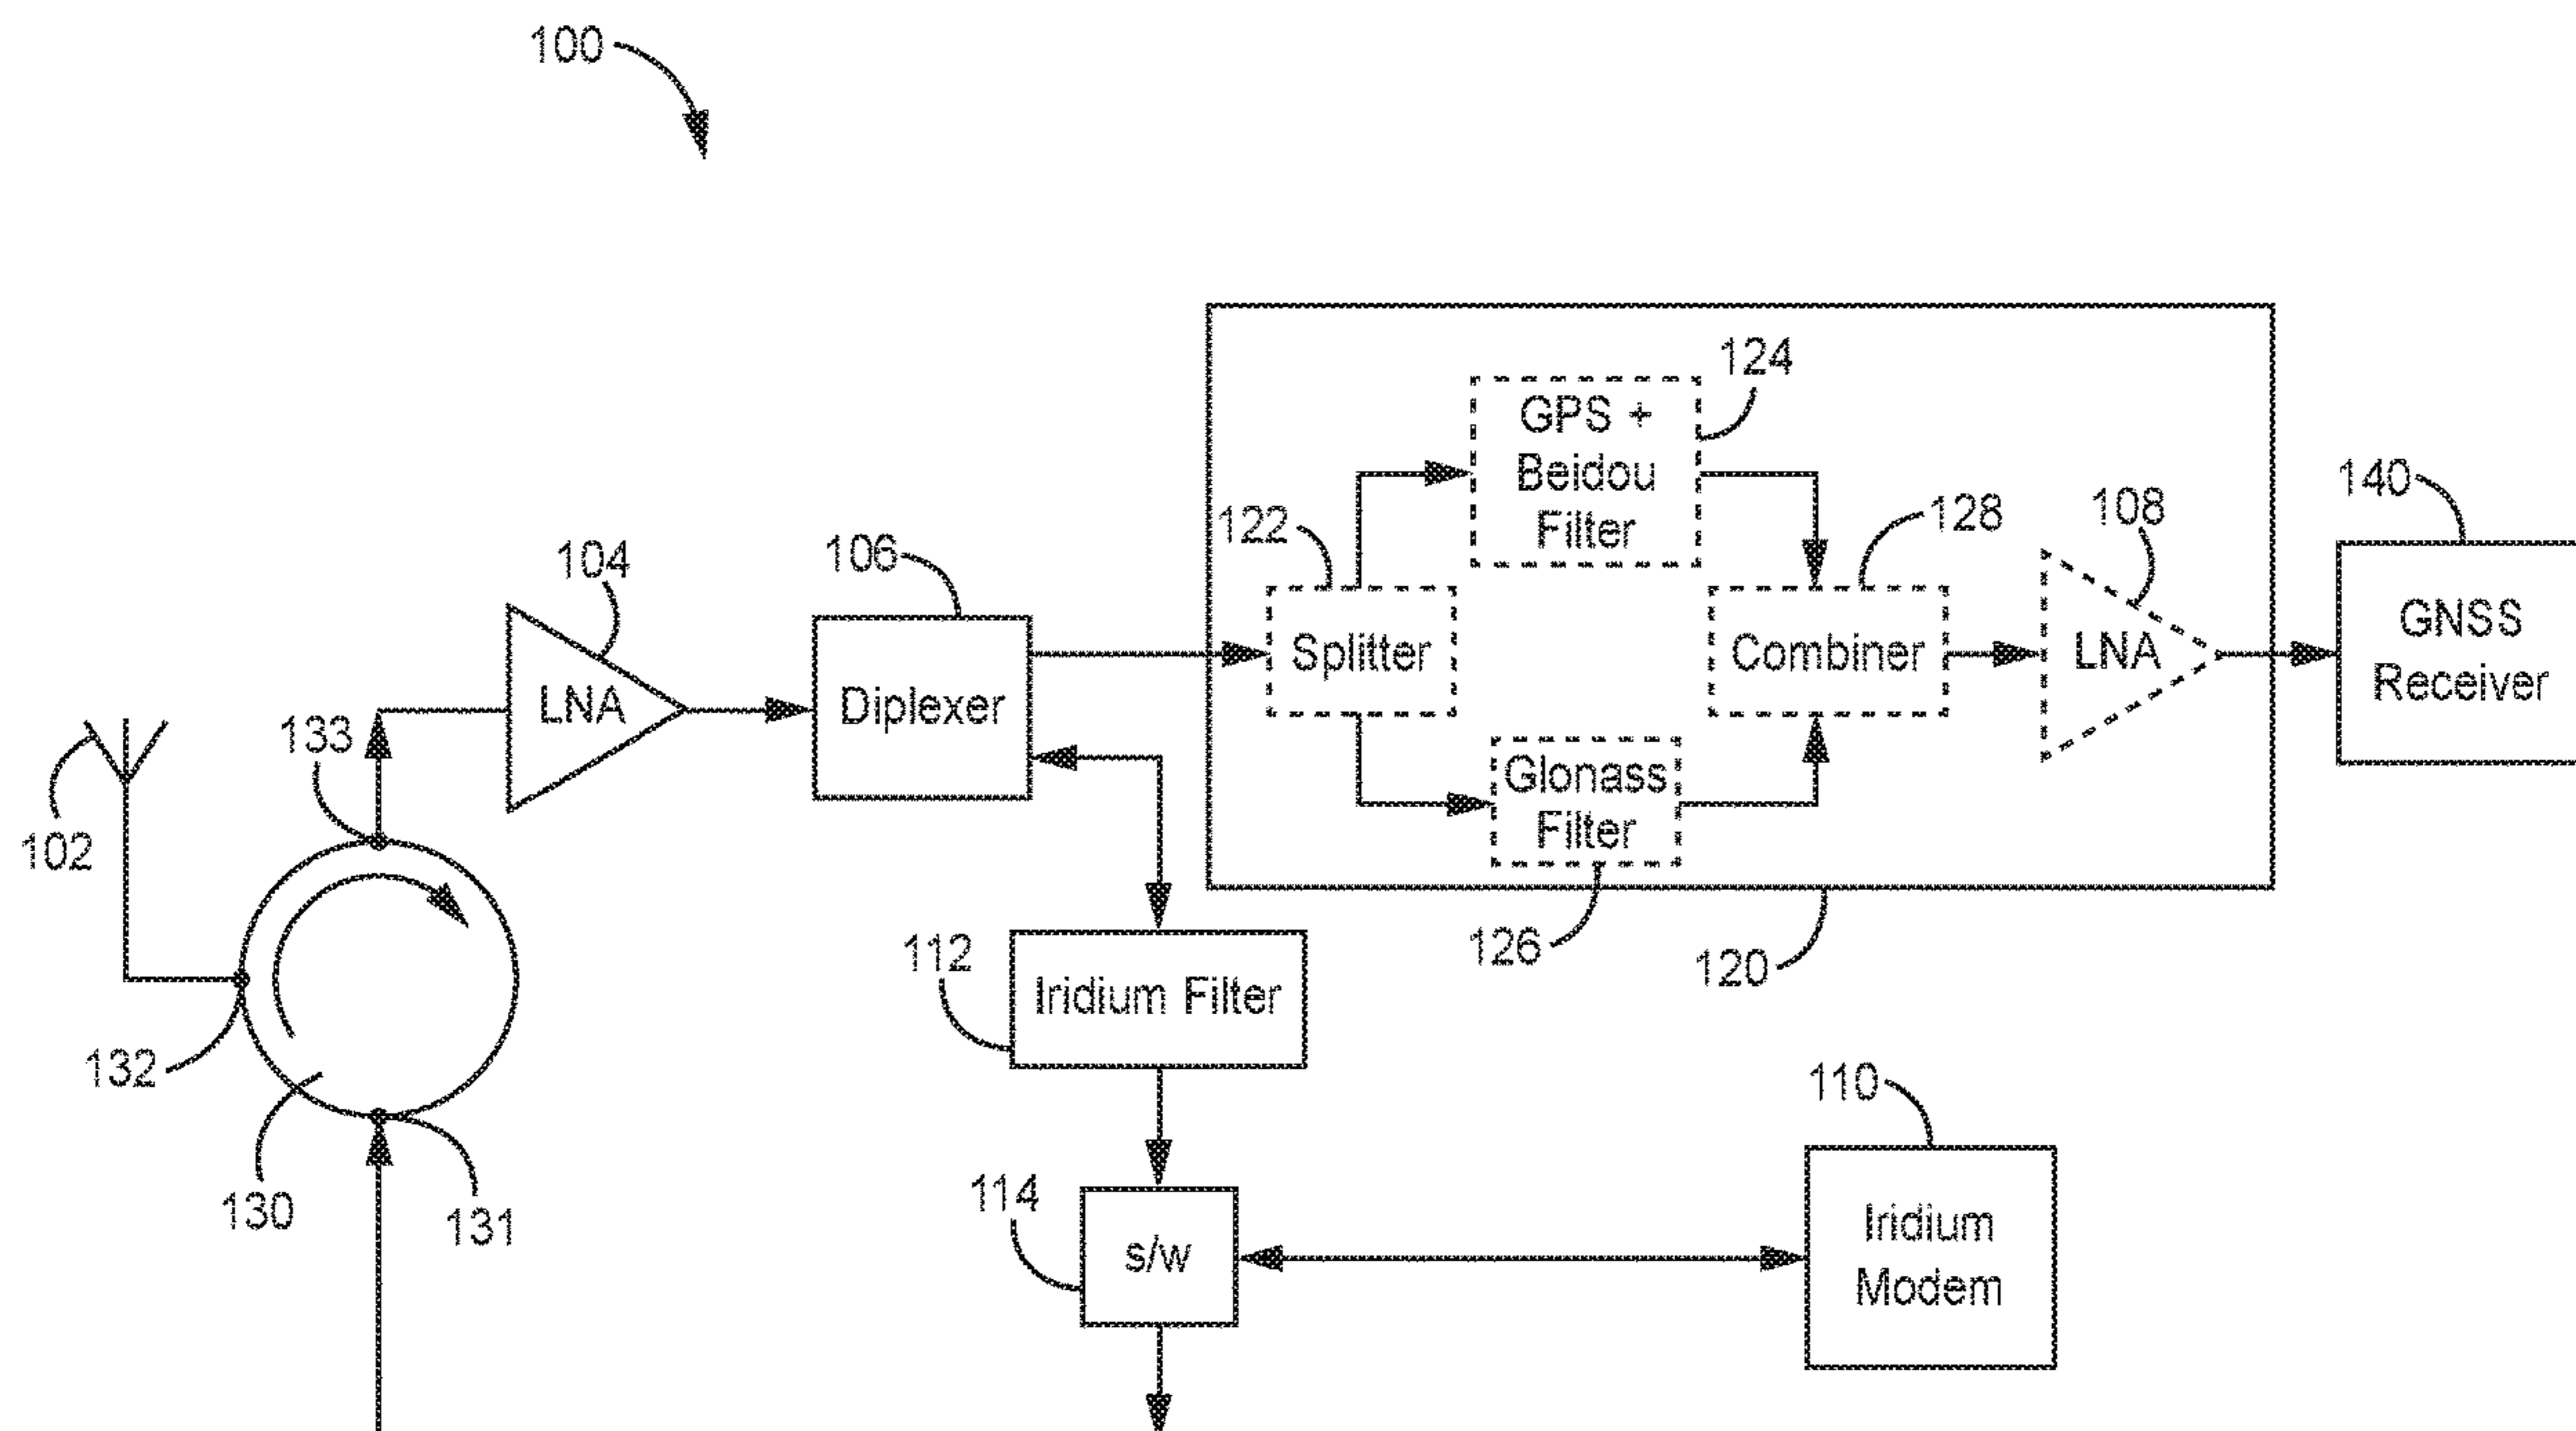 100
124
GPS +
Beidou
Filter
140
122
128
108
104
106
GNSS
Receiver
Splitter
Combiner
LNA
LNA
Diplexer
133
Glonass
Filter
102
112
126
120
Iridium Filter
132
110
114
130
131
s/w
Iridium
Modem